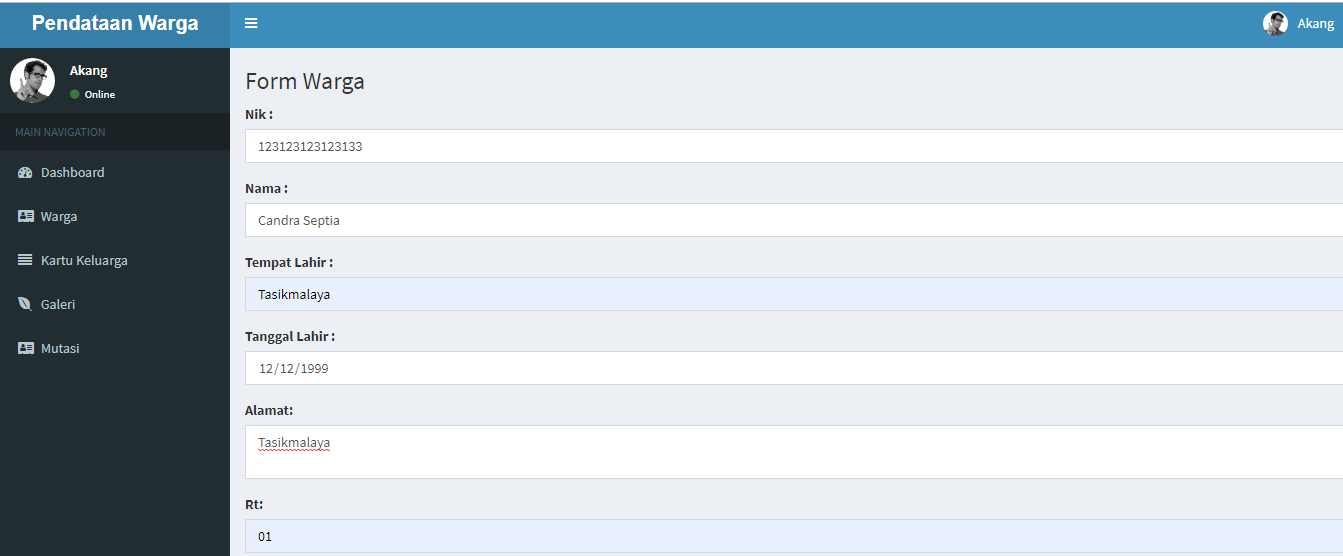 Pendataan Warga
Akang
Akang
Online
MAIN NAVIGATION
Dashboard
Warga
Kartu Keluarga
Galeri
Mutasi
Form Warga
Nik :
123123123123133
Nama :
Candra Septia
Tempat Lahir :
Tasikmalaya
Tanggal Lahir :
12/12/1999
Alamat:
Tasikmalaya
Rt:
01